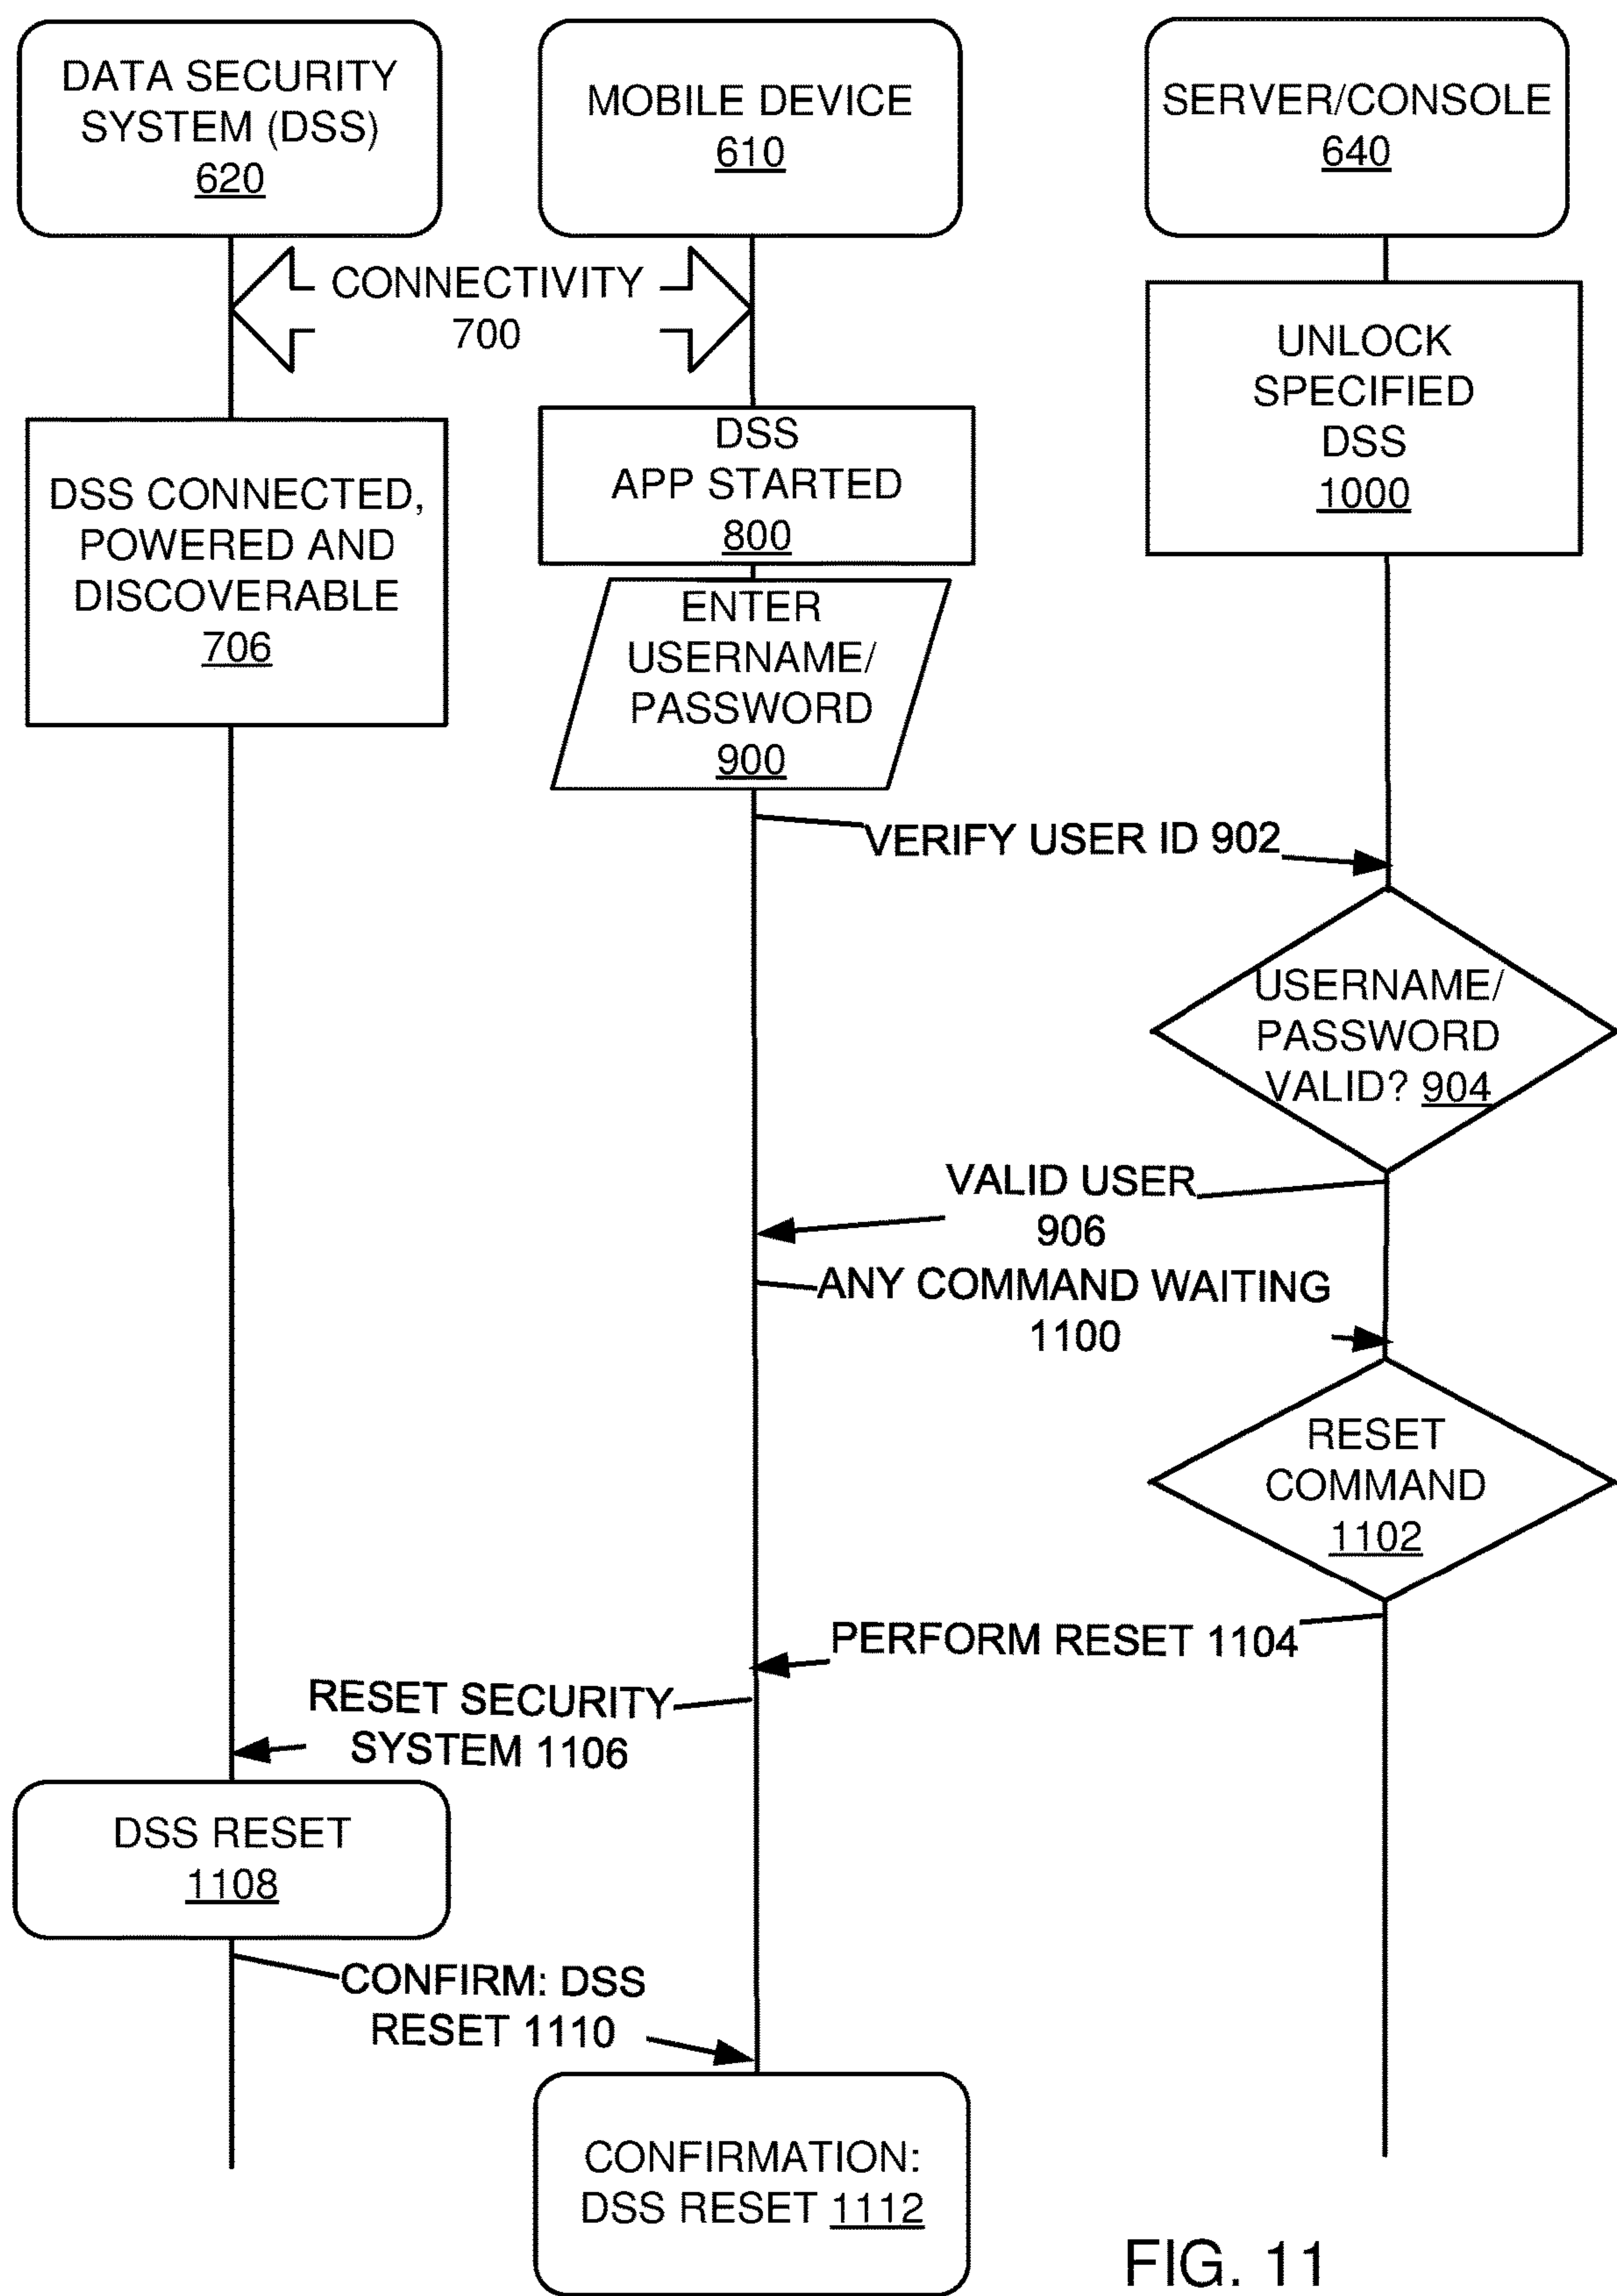 DATA SECURITY
SYSTEM (DSS)
620
MOBILE DEVICE
610
SERVER/CONSOLE
640
CONNECTIVITY
700
UNLOCK
SPECIFIED
DSS
1000
DSS CONNECTED,
POWERED AND
DISCOVERABLE
706
DSS
APP STARTED
800
ENTER
USERNAME/
PASSWORD
900
VERIFY USER ID 902
USERNAME/
PASSWORD
VALID? 904
VALID USER
906
ANY COMMAND WAITING
1100
RESET
COMMAND
1102
PERFORM RESET 1104
RESET SECURITY
SYSTEM 1106
DSS RESET
1108
CONFIRM: DSS
RESET 1110
CONFIRMATION:
DSS RESET 1112
FIG. 11